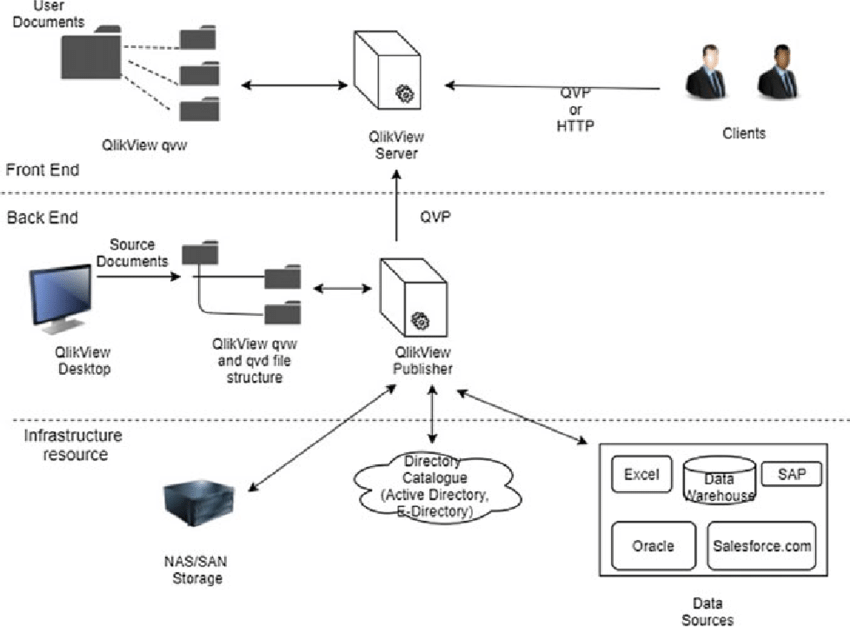 User
Documents
QlikView qvw
QlikView
Server
QVP
or
HTTP
Clients
Front End
Back End
QVP
Source
Documents
QlikView
Desktop
QlikView qvw
and qvd file
structure
QlikView
Publisher
Infrastructure
resource
NAS/SAN
Storage
Directory
Catalogue
(Active Directory,
E-Directory)
Excel
Data
Warehouse
SAP
Oracle
Salesforce.com
Data
Sources